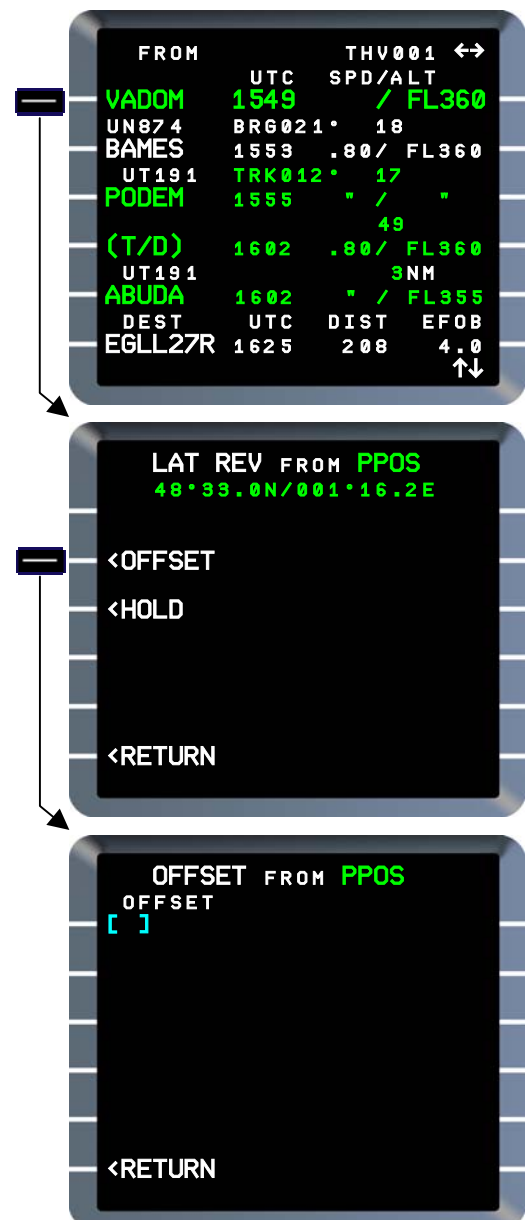 FROM THV001 ←→
UTC SPD/ALT
VADOM 1549 / FL360
UN874 BRG021° 18
BAMES 1553 .80/ FL360
UT191 TRK012° 17
PODEM 1555 " / "
49
(T/D) 1602 .80/ FL360
UT191 3NM
ABUDA 1602 " / FL355
DEST UTC DIST EFOB
EGLL27R 1625 208 4.0
↑↓
LAT REV FROM PPOS
48°33.0N/001°16.2E
<OFFSET
<HOLD
<RETURN
OFFSET FROM PPOS
OFFSET
[ ]
<RETURN